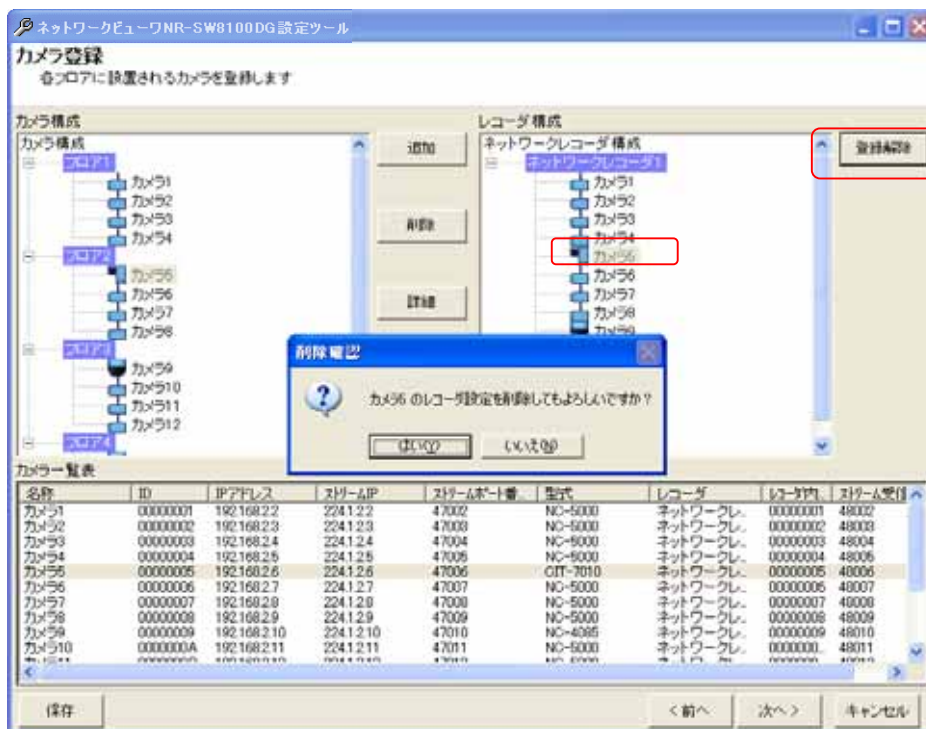 ネットワークビューワNR-SW8100DG設定ツール
カメラ登録
各フロアに設置されるカメラを登録します
カメラ構成
レコーダ構成
カメラ構成
フロア1
カメラ1
カメラ2
カメラ3
カメラ4
フロア2
カメラ5
カメラ6
カメラ7
カメラ8
フロア3
カメラ9
カメラ10
カメラ11
カメラ12
フロア4
追加
削除
詳細
ネットワークレコーダ構成
ネットワークレコーダ1
カメラ1
カメラ2
カメラ3
カメラ4
カメラ5
カメラ6
カメラ7
カメラ8
カメラ9
登録解除
削除確認
カメラ5 のレコーダ設定を削除してもよろしいですか?
はい(Y)
いいえ(N)
カメラ一覧表
名称 ID IPアドレス ストリームIP ストリームポート番.. 型式 レコーダ レコーダ内.. ストリーム受信
カメラ1 00000001 192.168.2.2 224.1.2.2 47002 NC-5000 ネットワークレ.. 00000001 48002
カメラ2 00000002 192.168.2.3 224.1.2.3 47003 NC-5000 ネットワークレ.. 00000002 48003
カメラ3 00000003 192.168.2.4 224.1.2.4 47004 NC-5000 ネットワークレ.. 00000003 48004
カメラ4 00000004 192.168.2.5 224.1.2.5 47005 NC-5000 ネットワークレ.. 00000004 48005
カメラ5 00000005 192.168.2.6 224.1.2.6 47006 CIT-7010 ネットワークレ.. 00000005 48006
カメラ6 00000006 192.168.2.7 224.1.2.7 47007 NC-5000 ネットワークレ.. 00000006 48007
カメラ7 00000007 192.168.2.8 224.1.2.8 47008 NC-5000 ネットワークレ.. 00000007 48008
カメラ8 00000008 192.168.2.9 224.1.2.9 47009 NC-5000 ネットワークレ.. 00000008 48009
カメラ9 00000009 192.168.2.10 224.1.2.10 47010 NC-4085 ネットワークレ.. 00000009 48010
カメラ10 0000000A 192.168.2.11 224.1.2.11 47011 NC-5000 ネットワークレ.. 0000000.. 48011
保存
< 前へ
次へ >
キャンセル